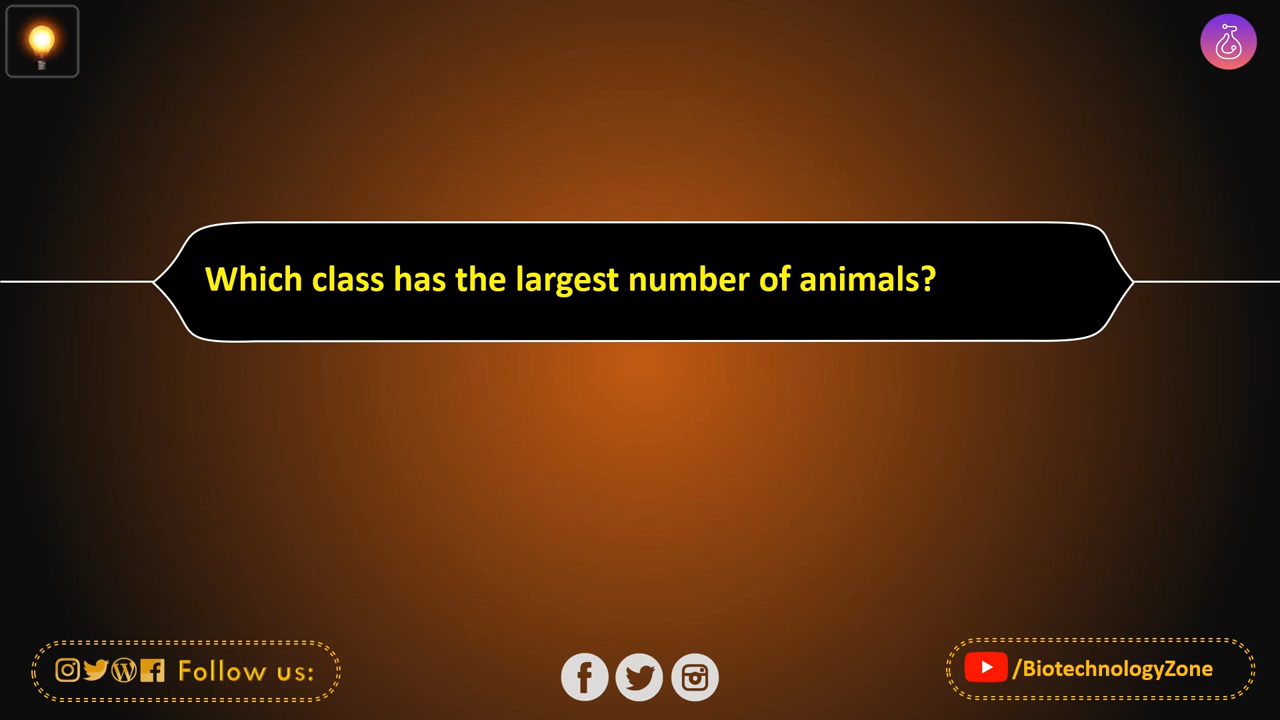 Which class has the largest number of animals?
Follow us:
/BiotechnologyZone